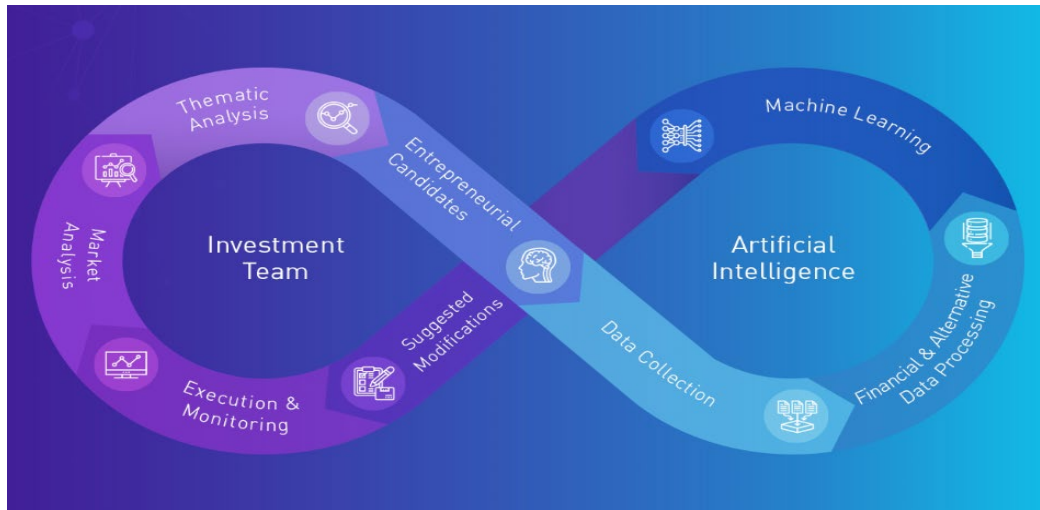 Thematic
Analysis
Entrepreneurial
Candidates
Machine Learning
Market
Analysis
Investment
Team
Artificial
Intelligence
Suggested
Modifications
Execution &
Monitoring
Data Collection
Financial & Alternative
Data Processing